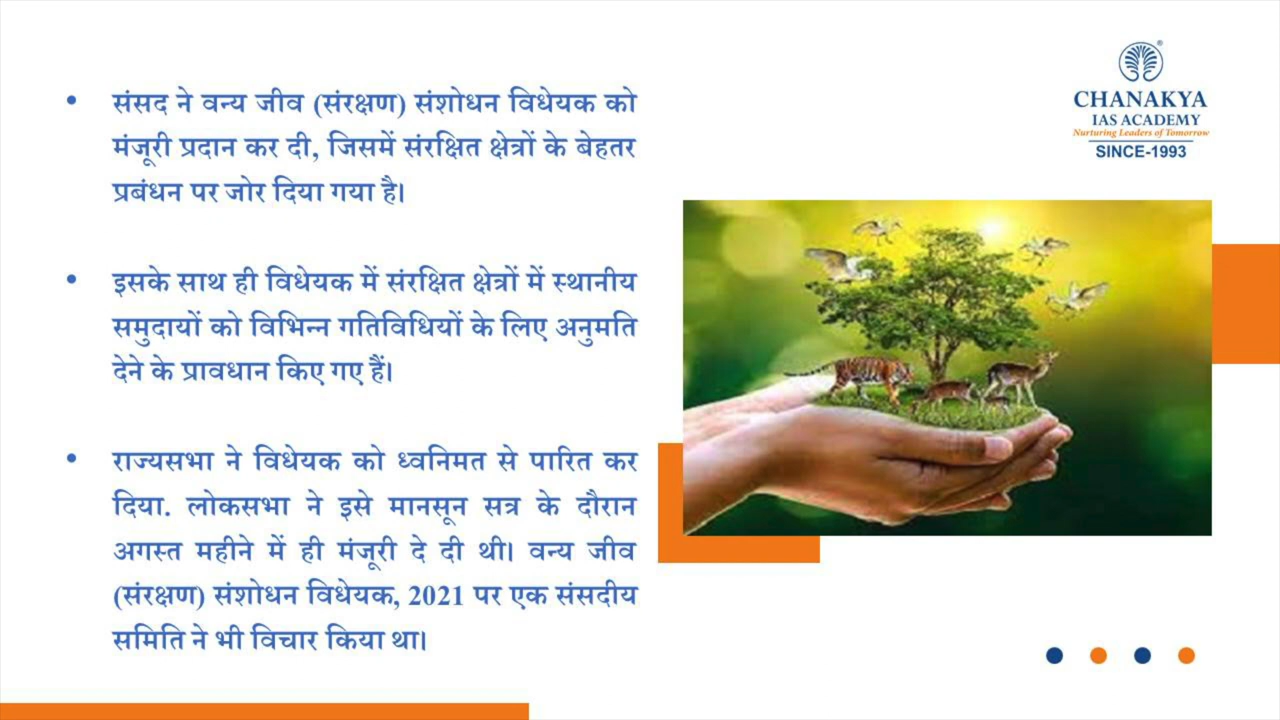 • संसद ने वन्य जीव (संरक्षण) संशोधन विधेयक को
मंजूरी प्रदान कर दी, जिसमें संरक्षित क्षेत्रों के बेहतर
प्रबंधन पर जोर दिया गया है।
• इसके साथ ही विधेयक में संरक्षित क्षेत्रों में स्थानीय
समुदायों को विभिन्न गतिविधियों के लिए अनुमति
देने के प्रावधान किए गए हैं।
• राज्यसभा ने विधेयक को ध्वनिमत से पारित कर
दिया. लोकसभा ने इसे मानसून सत्र के दौरान
अगस्त महीने में ही मंजूरी दे दी थी। वन्य जीव
(संरक्षण) संशोधन विधेयक, 2021 पर एक संसदीय
समिति ने भी विचार किया था।
®
CHANAKYA
IAS ACADEMY
Nurturing Leaders of Tomorrow
SINCE-1993